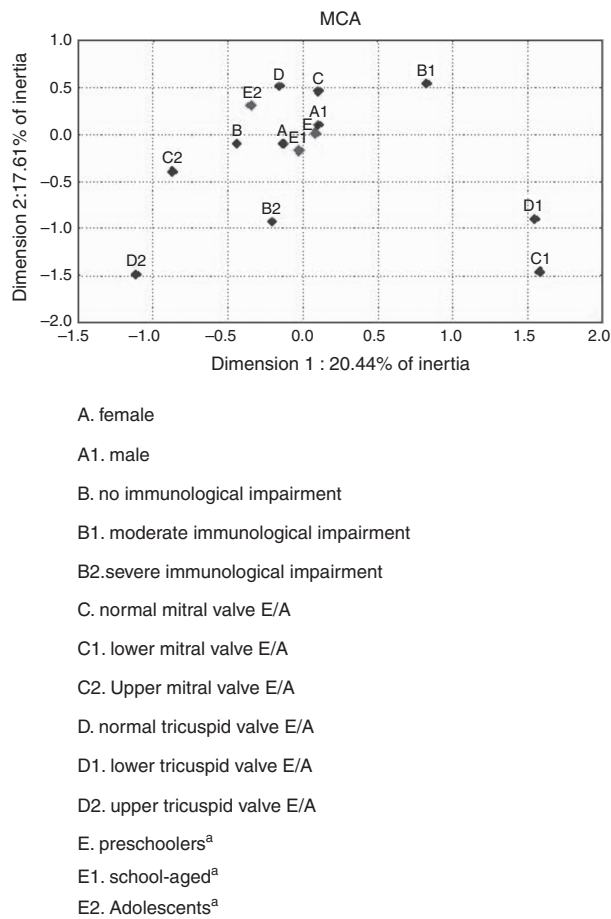 MCA
Dimension 2:17.61% of inertia
1.0
0.5
0.0
−0.5
−1.0
−1.5
−2.0
D
C
B1
E2
A1
E
B
A
E1
C2
B2
D1
D2
C1
−1.5
−1.0
−0.5
0.0
0.5
1.0
1.5
2.0
Dimension 1 : 20.44% of inertia
A. female
A1. male
B. no immunological impairment
B1. moderate immunological impairment
B2.severe immunological impairment
C. normal mitral valve E/A
C1. lower mitral valve E/A
C2. Upper mitral valve E/A
D. normal tricuspid valve E/A
D1. lower tricuspid valve E/A
D2. upper tricuspid valve E/A
E. preschoolersᵃ
E1. school-agedᵃ
E2. Adolescentsᵃ